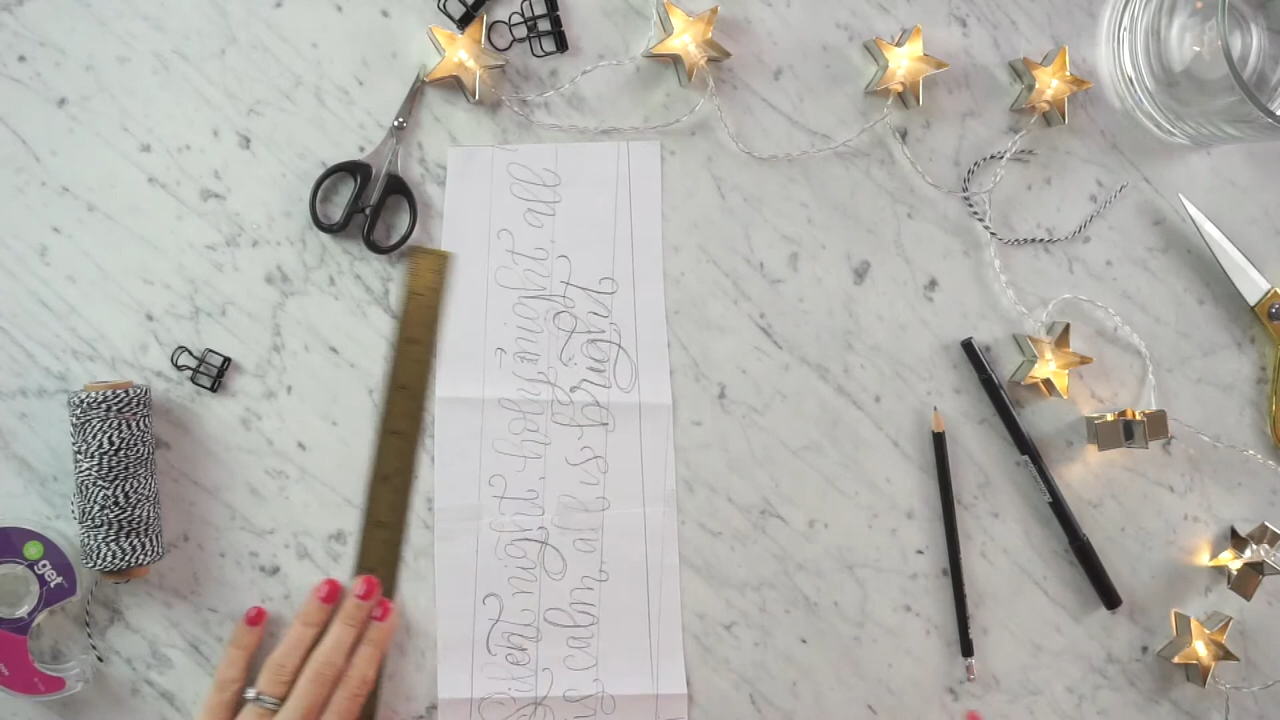 Silent night, holy night, all
is calm, all is bright
get